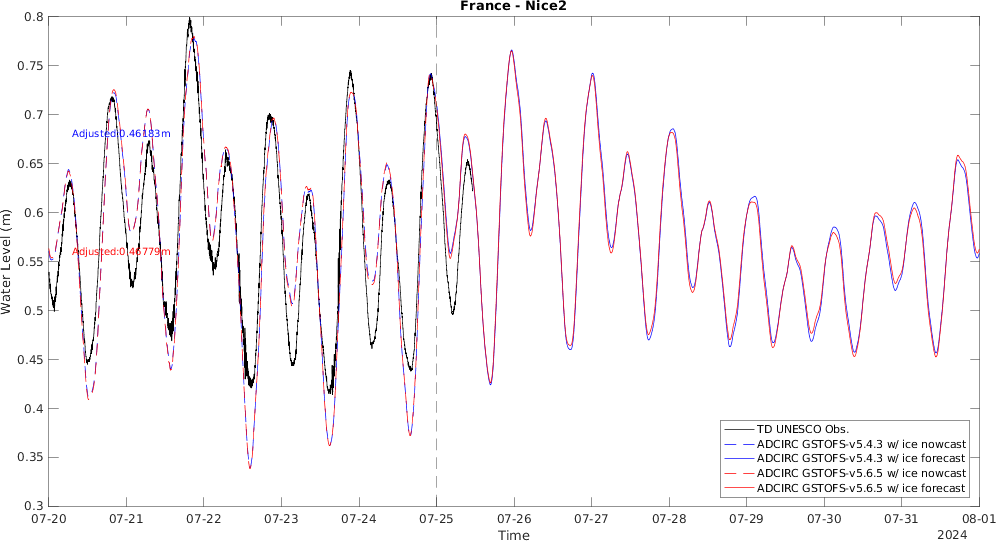 France - Nice2
0.8
0.75
0.7
0.65
0.6
0.55
0.5
0.45
0.4
0.35
0.3
Water Level (m)
Adjusted:0.46183m
Adjusted:0.46779m
TD UNESCO Obs.
ADCIRC GSTOFS-v5.4.3 w/ ice nowcast
ADCIRC GSTOFS-v5.4.3 w/ ice forecast
ADCIRC GSTOFS-v5.6.5 w/ ice nowcast
ADCIRC GSTOFS-v5.6.5 w/ ice forecast
07-20 07-21 07-22 07-23 07-24 07-25 07-26 07-27 07-28 07-29 07-30 07-31 08-01
Time
2024